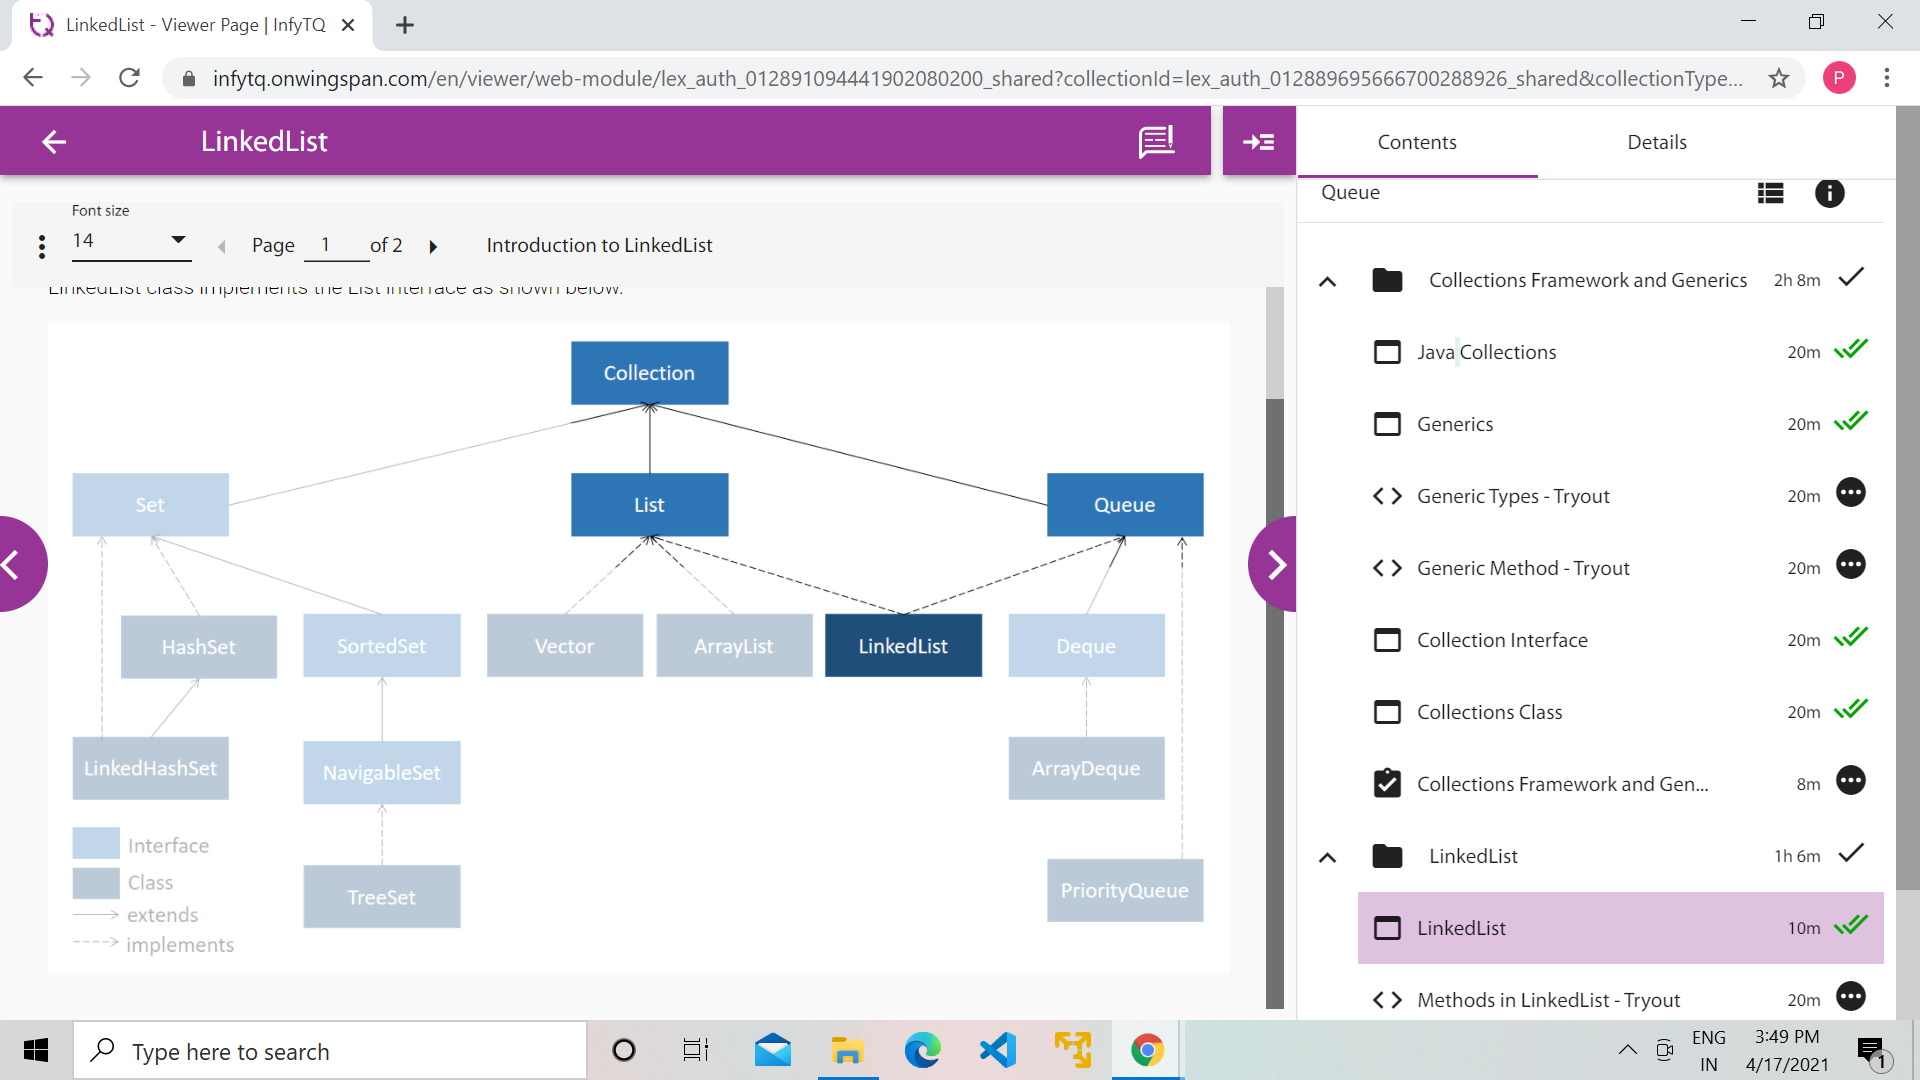 LinkedList - Viewer Page | InfyTQ
infytq.onwingspan.com/en/viewer/web-module/lex_auth_012891094441902080200_shared?collectionId=lex_auth_012889695666700288926_shared&collectionType...
P
LinkedList
Font size
14
Page 1 of 2
Introduction to LinkedList
LinkedList class implements the List interface as shown below.
Collection
Set
List
Queue
HashSet
SortedSet
Vector
ArrayList
LinkedList
Deque
LinkedHashSet
NavigableSet
ArrayDeque
TreeSet
PriorityQueue
Interface
Class
extends
implements
Contents
Details
Queue
Collections Framework and Generics 2h 8m
Java Collections 20m
Generics 20m
Generic Types - Tryout 20m
Generic Method - Tryout 20m
Collection Interface 20m
Collections Class 20m
Collections Framework and Gen... 8m
LinkedList 1h 6m
LinkedList 10m
Methods in LinkedList - Tryout 20m
Type here to search
ENG
IN
3:49 PM
4/17/2021
1